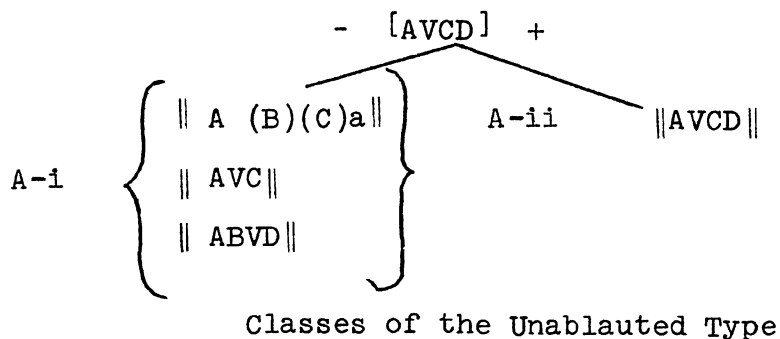 - [AVCD] +
‖ A (B)(C)a‖ A-ii ‖AVCD‖
A-i ‖ AVC‖
‖ ABVD‖
Classes of the Unablauted Type